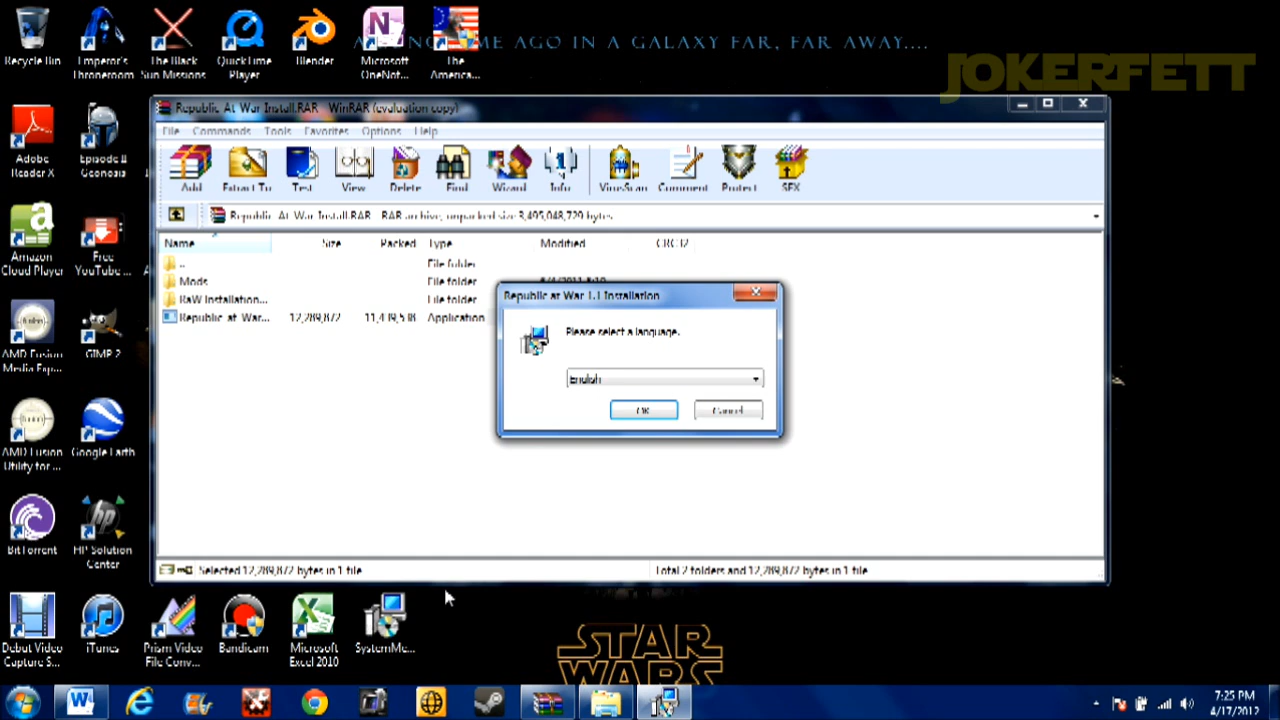 A LONG TIME AGO IN A GALAXY FAR, FAR AWAY....
JOKERFETT
Recycle Bin
Emperor's Throneroom
The Black Sun Missions
QuickTime Player
Blender
Microsoft OneNot...
The America...
Republic At War Install.RAR - WinRAR (evaluation copy)
File Commands Tools Favorites Options Help
Add Extract To Test View Delete Find Wizard Info VirusScan Comment Protect SFX
Republic At War Install.RAR - RAR archive, unpacked size 3,495,048,729 bytes
Name Size Packed Type Modified CRC32
.. File folder
Mods File folder
RaW Installation... File folder
Republic at War... 12,289,872 Application
Republic at War 1.1 Installation
Please select a language.
English
OK Cancel
Selected 12,289,872 bytes in 1 file
Total 2 folders and 12,289,872 bytes in 1 file
Adobe Reader X
Episode II Geonosis
Amazon Cloud Player
Free YouTube ...
AMD Fusion Media Exp...
GIMP 2
AMD Fusion Utility for ...
Google Earth
BitTorrent
HP Solution Center
Debut Video Capture S...
iTunes
Prism Video File Conv...
Bandicam
Microsoft Excel 2010
SystemMe...
STAR
WARS
7:25 PM
4/17/2012